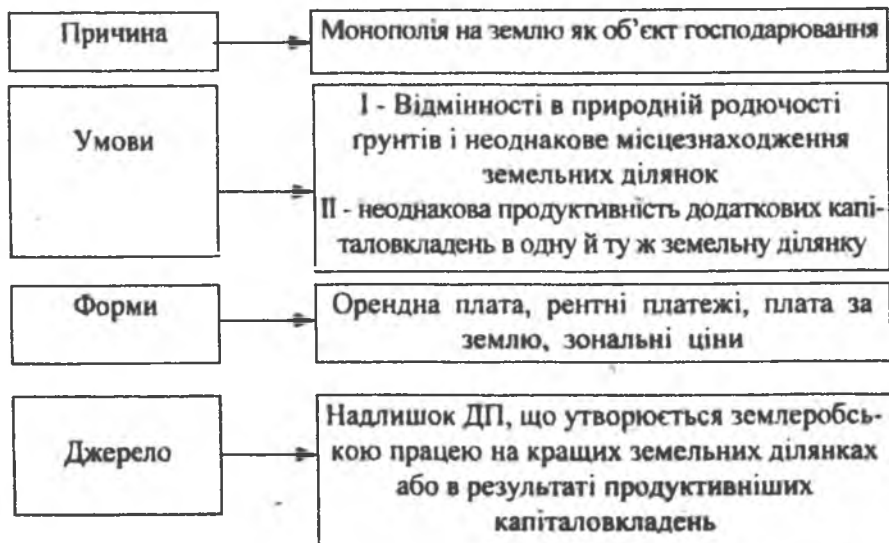 Причина
Монополія на землю як об’єкт господарювання
Умови
І - Відмінності в природній родючості
ґрунтів і неоднакове місцезнаходження
земельних ділянок
ІІ - неоднакова продуктивність додаткових капі-
таловкладень в одну й ту ж земельну ділянку
Форми
Орендна плата, рентні платежі, плата за
землю, зональні ціни
Джерело
Надлишок ДП, що утворюється землеробсь-
кою працею на кращих земельних ділянках
або в результаті продуктивніших
капіталовкладень